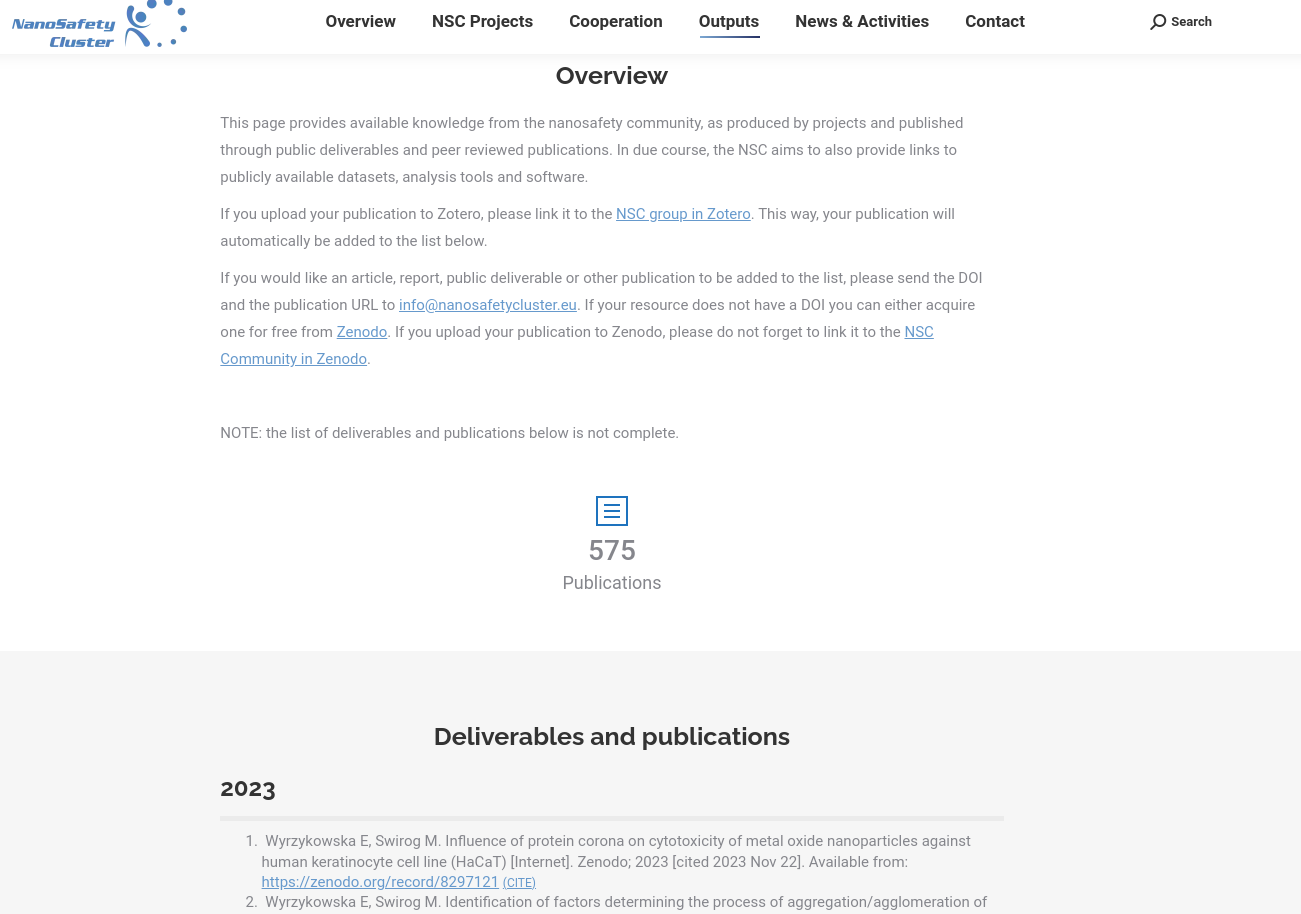 NanoSafety
Cluster
Overview NSC Projects Cooperation Outputs News & Activities Contact Search
Overview
This page provides available knowledge from the nanosafety community, as produced by projects and published
through public deliverables and peer reviewed publications. In due course, the NSC aims to also provide links to
publicly available datasets, analysis tools and software.
If you upload your publication to Zotero, please link it to the NSC group in Zotero. This way, your publication will
automatically be added to the list below.
If you would like an article, report, public deliverable or other publication to be added to the list, please send the DOI
and the publication URL to info@nanosafetycluster.eu. If your resource does not have a DOI you can either acquire
one for free from Zenodo. If you upload your publication to Zenodo, please do not forget to link it to the NSC
Community in Zenodo.
NOTE: the list of deliverables and publications below is not complete.
575
Publications
Deliverables and publications
2023
1. Wyrzykowska E, Swirog M. Influence of protein corona on cytotoxicity of metal oxide nanoparticles against
human keratinocyte cell line (HaCaT) [Internet]. Zenodo; 2023 [cited 2023 Nov 22]. Available from:
https://zenodo.org/record/8297121 (CITE)
2. Wyrzykowska E, Swirog M. Identification of factors determining the process of aggregation/agglomeration of